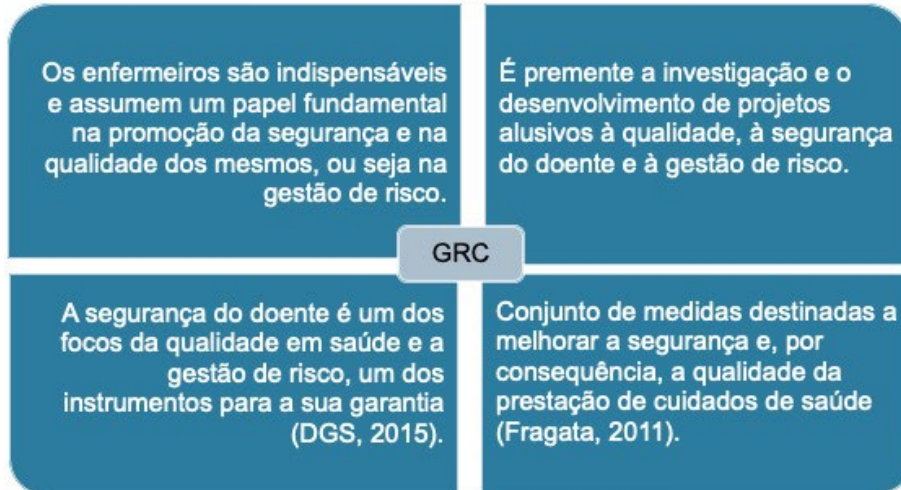 Os enfermeiros são indispensáveis
e assumem um papel fundamental
na promoção da segurança e na
qualidade dos mesmos, ou seja na
gestão de risco.
É premente a investigação e o
desenvolvimento de projetos
alusivos à qualidade, à segurança
do doente e à gestão de risco.
GRC
A segurança do doente é um dos
focos da qualidade em saúde e a
gestão de risco, um dos
instrumentos para a sua garantia
(DGS, 2015).
Conjunto de medidas destinadas a
melhorar a segurança e, por
consequência, a qualidade da
prestação de cuidados de saúde
(Fragata, 2011).